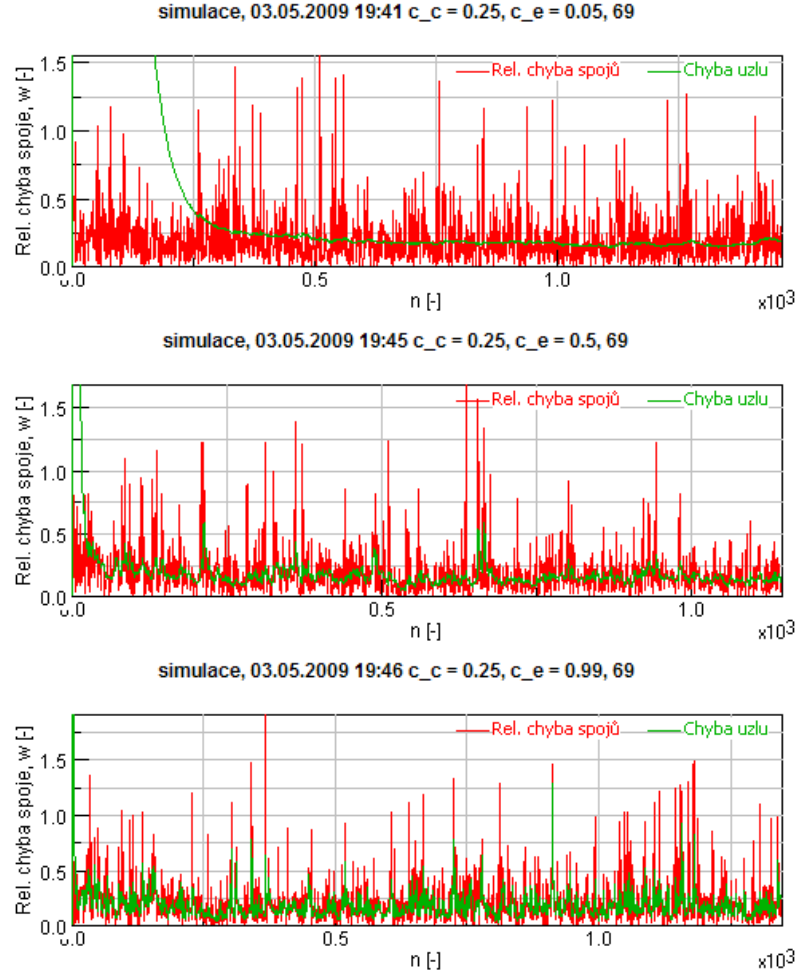 simulace, 03.05.2009 19:41 c_c = 0.25, c_e = 0.05, 69
Rel. chyba spoje, w [-]
1.5
1.0
0.5
0.0
Rel. chyba spojů
Chyba uzlu
0.0
0.5
1.0
n [-]
x10³
simulace, 03.05.2009 19:45 c_c = 0.25, c_e = 0.5, 69
Rel. chyba spoje, w [-]
1.5
1.0
0.5
0.0
Rel. chyba spojů
Chyba uzlu
0.0
0.5
1.0
n [-]
x10³
simulace, 03.05.2009 19:46 c_c = 0.25, c_e = 0.99, 69
Rel. chyba spoje, w [-]
1.5
1.0
0.5
0.0
Rel. chyba spojů
Chyba uzlu
0.0
0.5
1.0
n [-]
x10³